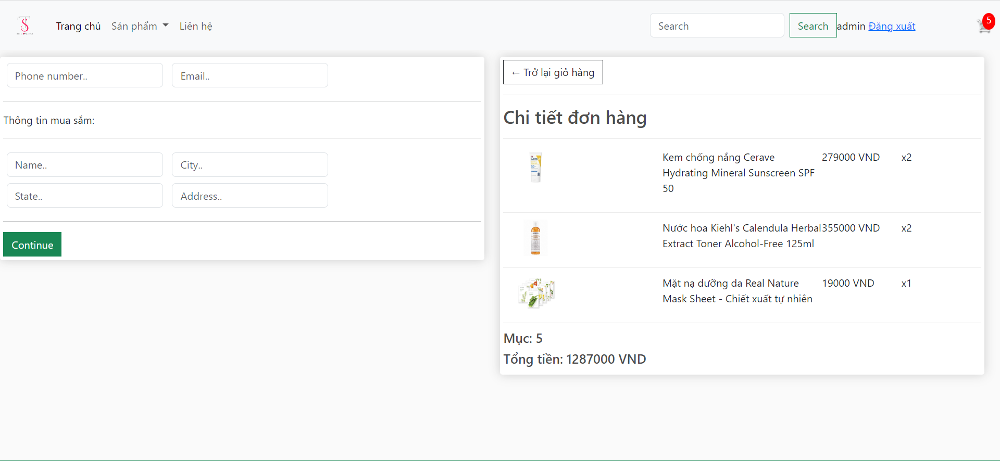 Trang chủ
Sản phẩm
Liên hệ
Search
Search
admin Đăng xuất
5
Phone number..
Email..
Thông tin mua sắm:
Name..
City..
State..
Address..
Continue
← Trở lại giỏ hàng
Chi tiết đơn hàng
Kem chống nắng Cerave
Hydrating Mineral Sunscreen SPF
50
279000 VND
x2
Nước hoa Kiehl's Calendula Herbal
Extract Toner Alcohol-Free 125ml
355000 VND
x2
Mặt nạ dưỡng da Real Nature
Mask Sheet - Chiết xuất tự nhiên
19000 VND
x1
Mục: 5
Tổng tiền: 1287000 VND